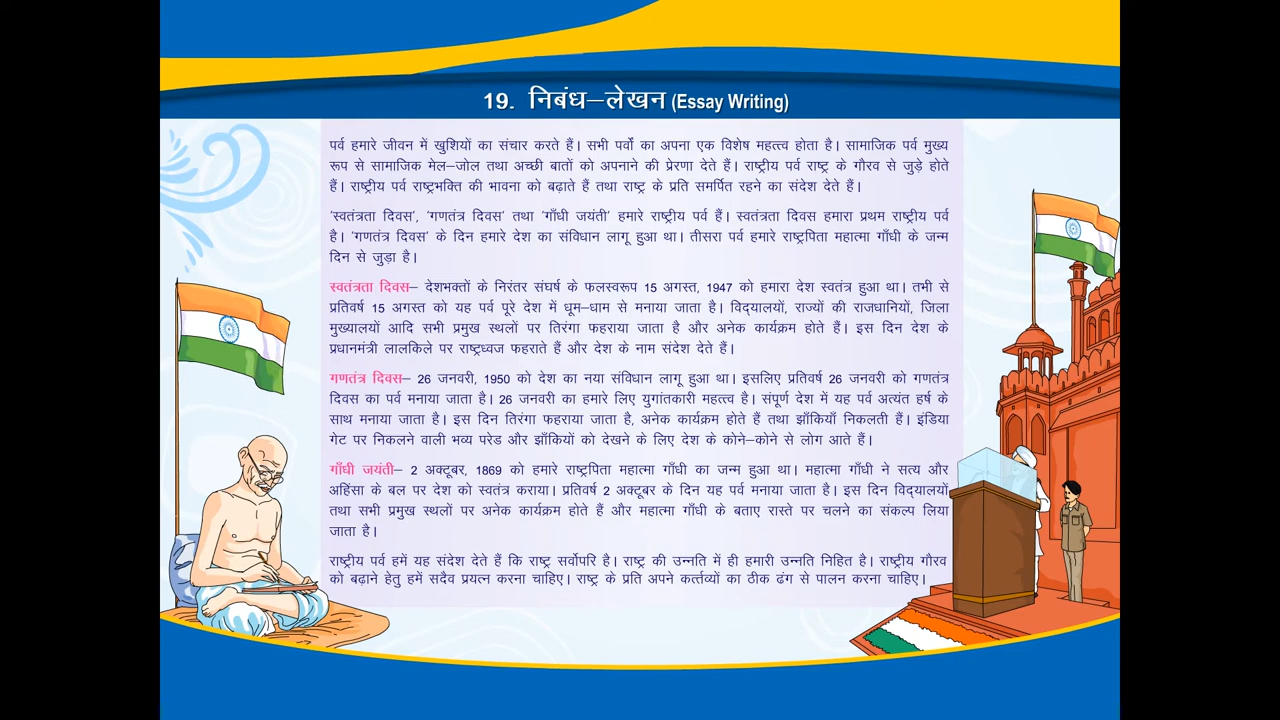 19. निबंध–लेखन (Essay Writing)
पर्व हमारे जीवन में खुशियों का संचार करते हैं। सभी पर्वों का अपना एक विशेष महत्त्व होता है। सामाजिक पर्व मुख्य
रूप से सामाजिक मेल–जोल तथा अच्छी बातों को अपनाने की प्रेरणा देते हैं। राष्ट्रीय पर्व राष्ट्र के गौरव से जुड़े होते
हैं। राष्ट्रीय पर्व राष्ट्रभक्ति की भावना को बढ़ाते हैं तथा राष्ट्र के प्रति समर्पित रहने का संदेश देते हैं।
'स्वतंत्रता दिवस', 'गणतंत्र दिवस' तथा 'गाँधी जयंती' हमारे राष्ट्रीय पर्व हैं। स्वतंत्रता दिवस हमारा प्रथम राष्ट्रीय पर्व
है। 'गणतंत्र दिवस' के दिन हमारे देश का संविधान लागू हुआ था। तीसरा पर्व हमारे राष्ट्रपिता महात्मा गाँधी के जन्म
दिन से जुड़ा है।
स्वतंत्रता दिवस– देशभक्तों के निरंतर संघर्ष के फलस्वरूप 15 अगस्त, 1947 को हमारा देश स्वतंत्र हुआ था। तभी से
प्रतिवर्ष 15 अगस्त को यह पर्व पूरे देश में धूम–धाम से मनाया जाता है। विद्यालयों, राज्यों की राजधानियों, जिला
मुख्यालयों आदि सभी प्रमुख स्थलों पर तिरंगा फहराया जाता है और अनेक कार्यक्रम होते हैं। इस दिन देश के
प्रधानमंत्री लालकिले पर राष्ट्रध्वज फहराते हैं और देश के नाम संदेश देते हैं।
गणतंत्र दिवस– 26 जनवरी, 1950 को देश का नया संविधान लागू हुआ था। इसलिए प्रतिवर्ष 26 जनवरी को गणतंत्र
दिवस का पर्व मनाया जाता है। 26 जनवरी का हमारे लिए युगांतकारी महत्त्व है। संपूर्ण देश में यह पर्व अत्यंत हर्ष के
साथ मनाया जाता है। इस दिन तिरंगा फहराया जाता है, अनेक कार्यक्रम होते हैं तथा झाँकियाँ निकलती हैं। इंडिया
गेट पर निकलने वाली भव्य परेड और झाँकियों को देखने के लिए देश के कोने–कोने से लोग आते हैं।
गाँधी जयंती– 2 अक्टूबर, 1869 को हमारे राष्ट्रपिता महात्मा गाँधी का जन्म हुआ था। महात्मा गाँधी ने सत्य और
अहिंसा के बल पर देश को स्वतंत्र कराया। प्रतिवर्ष 2 अक्टूबर के दिन यह पर्व मनाया जाता है। इस दिन विद्यालयों
तथा सभी प्रमुख स्थलों पर अनेक कार्यक्रम होते हैं और महात्मा गाँधी के बताए रास्ते पर चलने का संकल्प लिया
जाता है।
राष्ट्रीय पर्व हमें यह संदेश देते हैं कि राष्ट्र सर्वोपरि है। राष्ट्र की उन्नति में ही हमारी उन्नति निहित है। राष्ट्रीय गौरव
को बढ़ाने हेतु हमें सदैव प्रयत्न करना चाहिए। राष्ट्र के प्रति अपने कर्त्तव्यों का ठीक ढंग से पालन करना चाहिए।